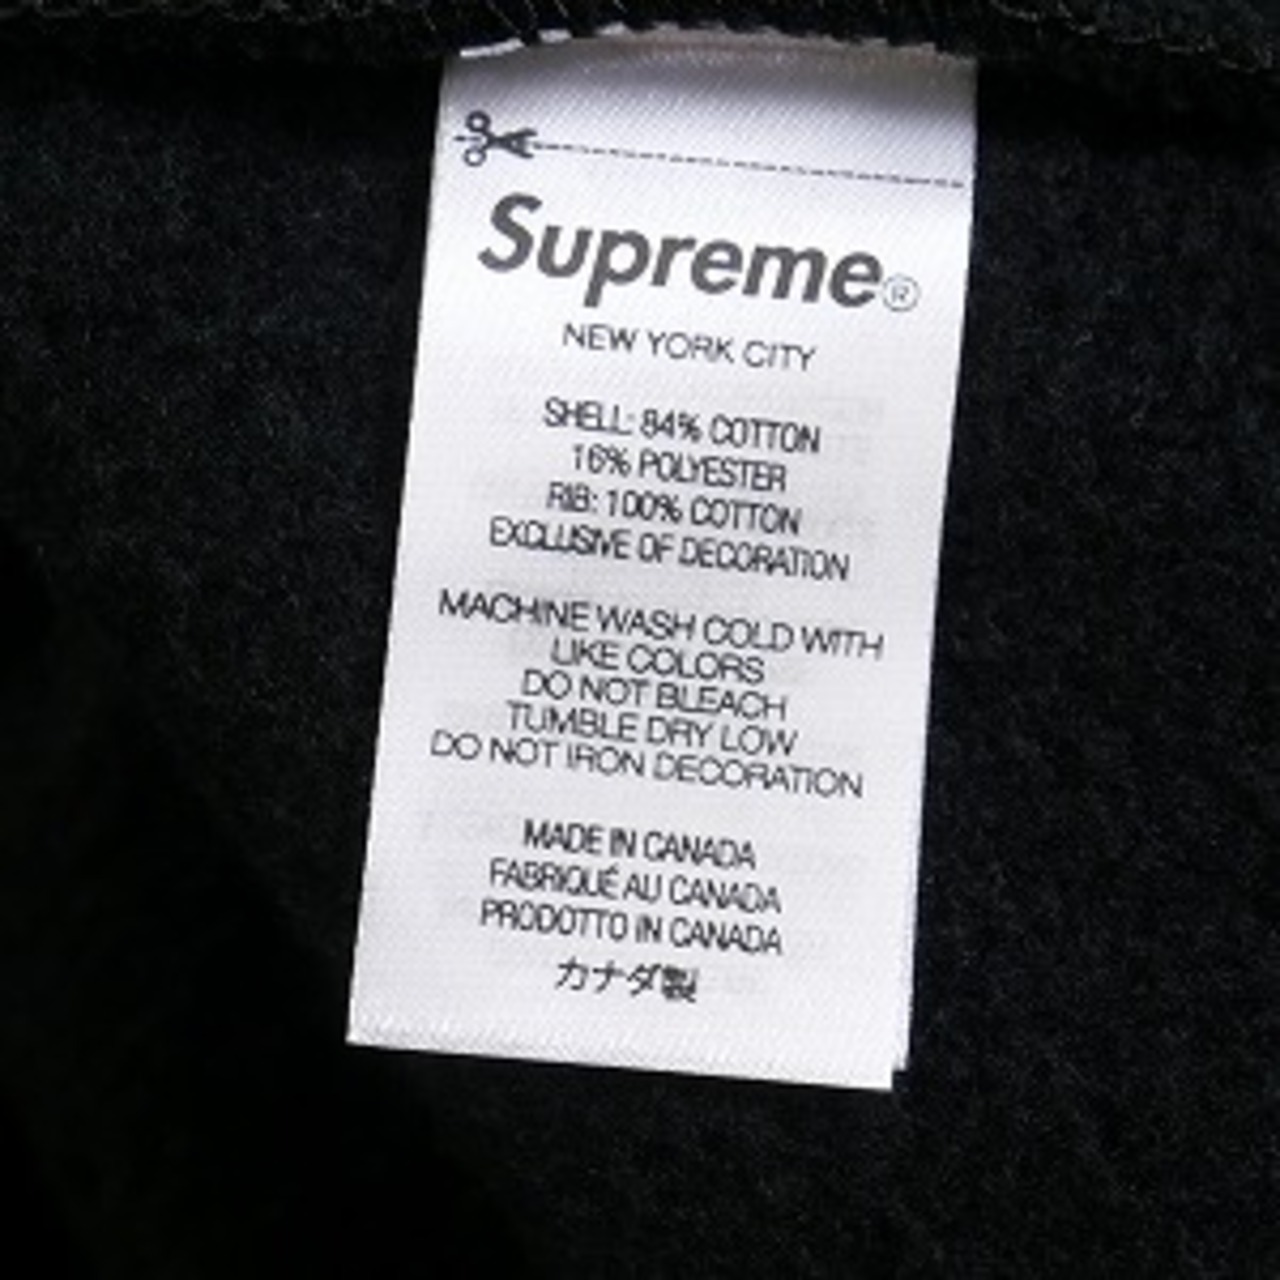 Supreme®
NEW YORK CITY
SHELL: 84% COTTON
16% POLYESTER
RIB: 100% COTTON
EXCLUSIVE OF DECORATION
MACHINE WASH COLD WITH
LIKE COLORS
DO NOT BLEACH
TUMBLE DRY LOW
DO NOT IRON DECORATION
MADE IN CANADA
FABRIQUÉ AU CANADA
PRODOTTO IN CANADA
カナダ製